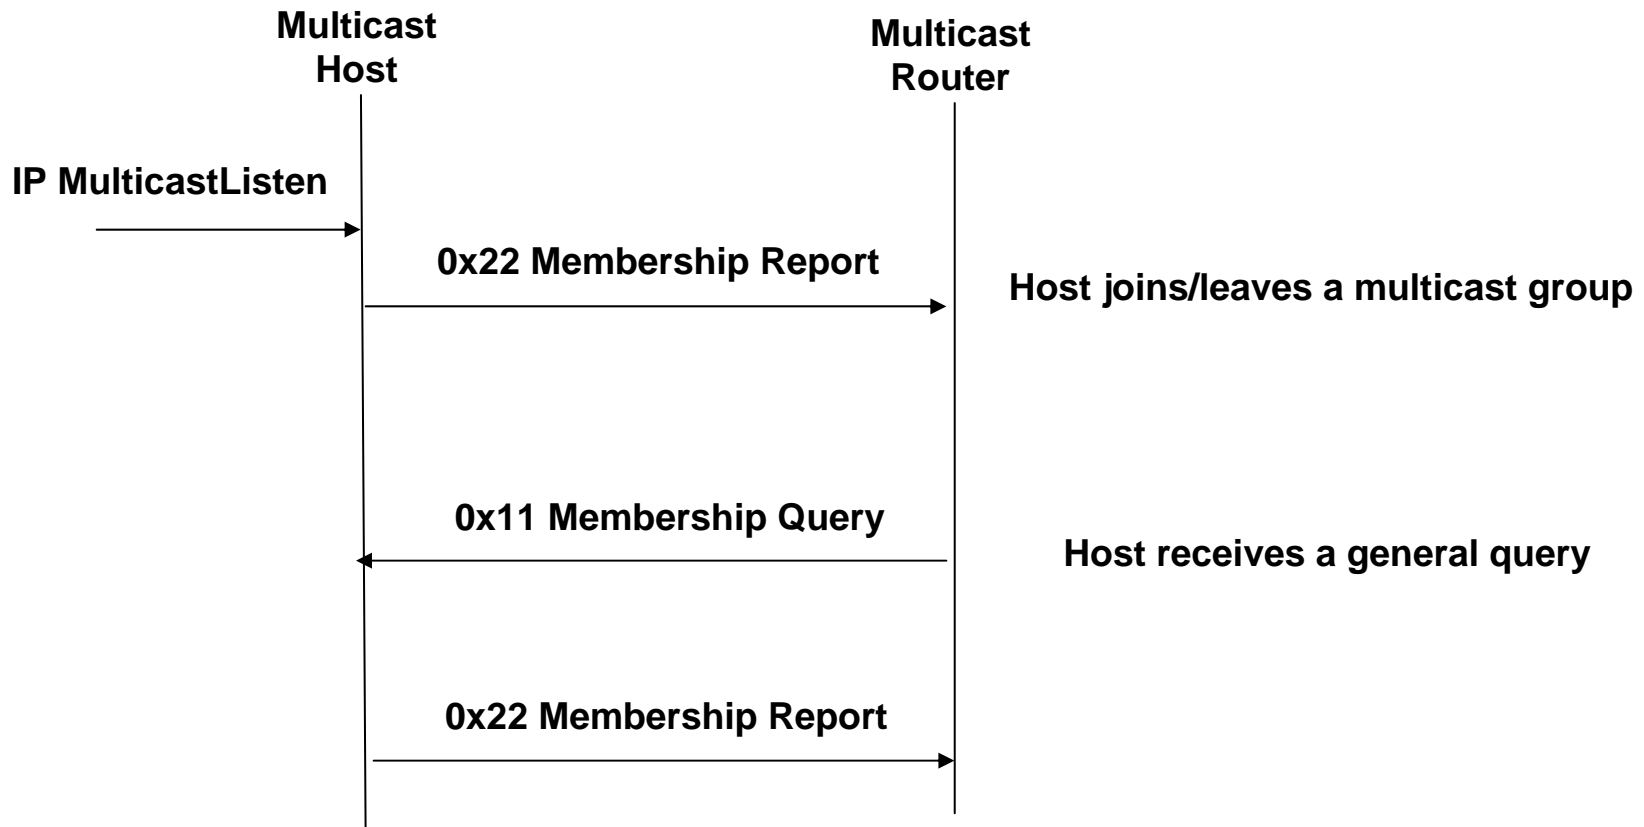 Multicast
Host
Multicast
Router
IP MulticastListen
0x22 Membership Report
Host joins/leaves a multicast group
0x11 Membership Query
Host receives a general query
0x22 Membership Report